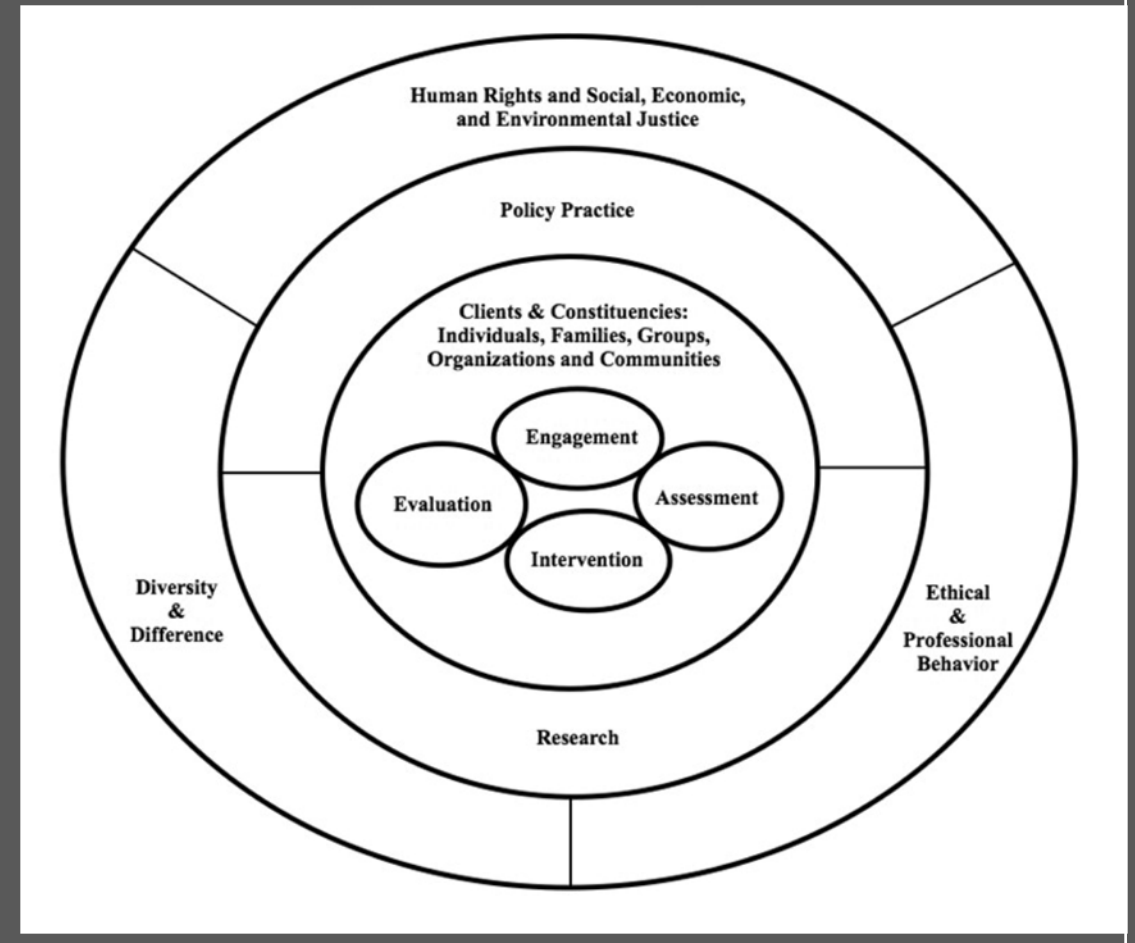 Human Rights and Social, Economic,
and Environmental Justice
Policy Practice
Clients & Constituencies:
Individuals, Families, Groups,
Organizations and Communities
Engagement
Evaluation
Assessment
Intervention
Diversity
&
Difference
Ethical
&
Professional
Behavior
Research